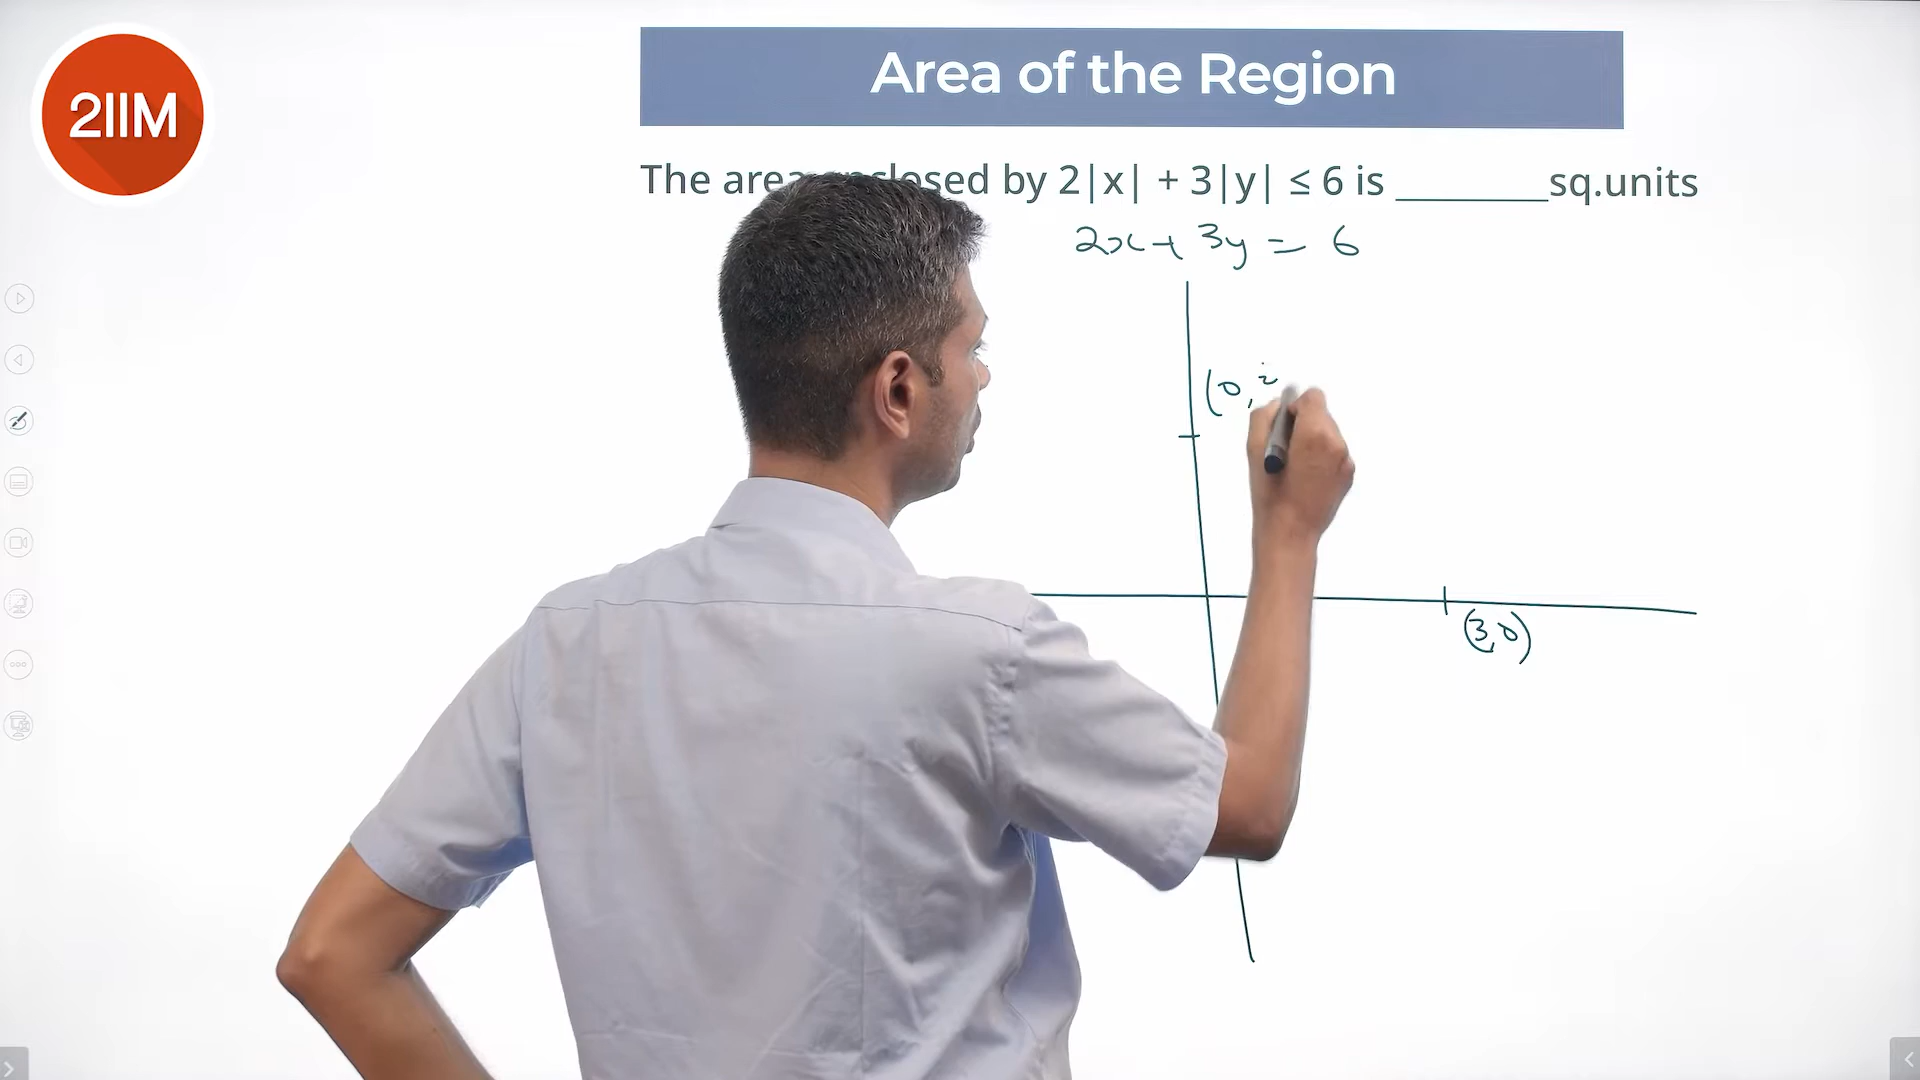 2IIM
Area of the Region
The area enclosed by 2|x| + 3|y| ≤ 6 is ________sq.units
2x + 3y = 6
(0,
(3,0)